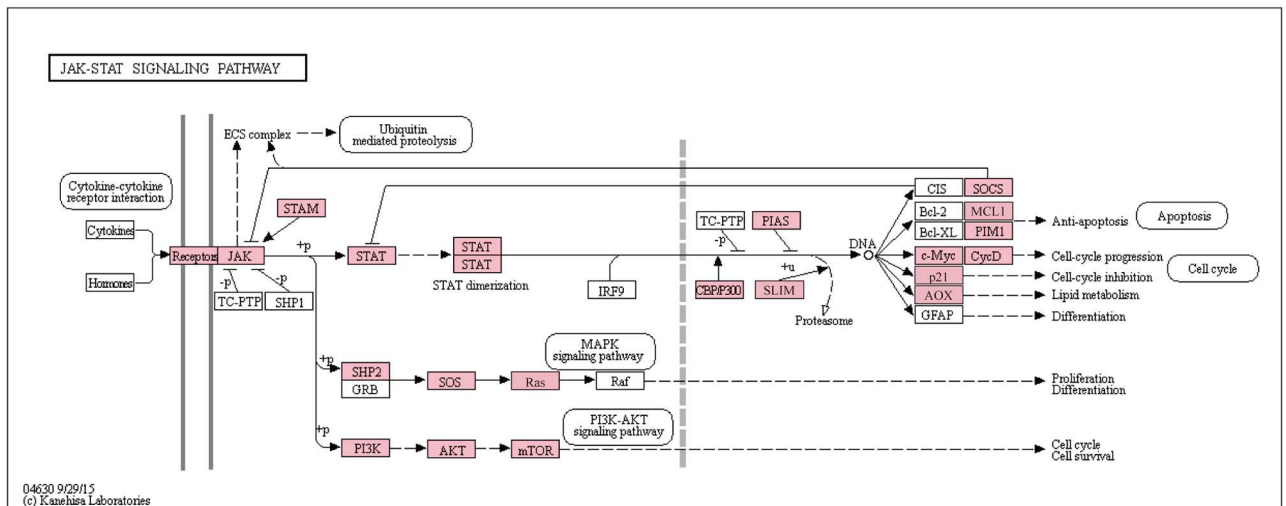 JAK-STAT SIGNALING PATHWAY
ECS complex
Ubiquitin
mediated proteolysis
Cytokine-cytokine
receptor interaction
Cytokines
Hormones
STAM
Receptors
JAK
+p
STAT
STAT
STAT
STAT dimerization
-p
-p
TC-PTP
SHP1
IRF9
TC-PTP
PIAS
-p
+u
CBP/P300
SLIM
Proteasome
DNA
CIS
SOCS
Bcl-2
MCL1
Bcl-XL
PIM1
c-Myc
CycD
p21
AOX
GFAP
Anti-apoptosis
Apoptosis
Cell-cycle progression
Cell-cycle inhibition
Cell cycle
Lipid metabolism
Differentiation
+p
SHP2
GRB
SOS
Ras
Raf
MAPK
signaling pathway
Proliferation
Differentiation
+p
PI3K
AKT
mTOR
PI3K-AKT
signaling pathway
Cell cycle
Cell survival
04630 9/29/15
(c) Kanehisa Laboratories